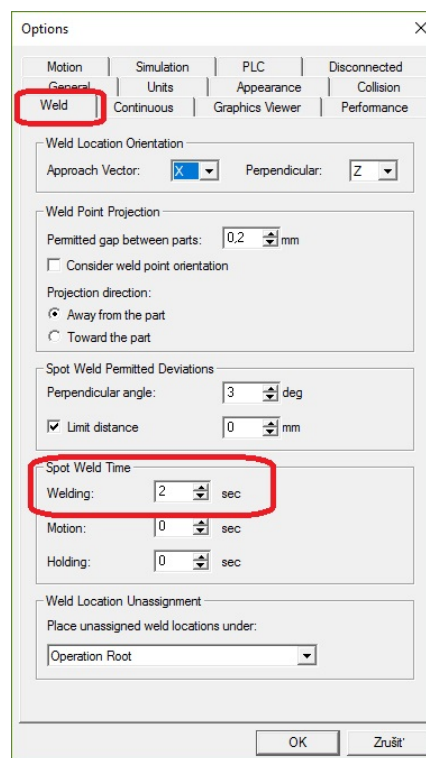 Options
Motion Simulation PLC Disconnected
General Units Appearance Collision
Weld Continuous Graphics Viewer Performance
Weld Location Orientation
Approach Vector: X Perpendicular: Z
Weld Point Projection
Permitted gap between parts: 0,2 mm
Consider weld point orientation
Projection direction:
Away from the part
Toward the part
Spot Weld Permitted Deviations
Perpendicular angle: 3 deg
Limit distance 0 mm
Spot Weld Time
Welding: 2 sec
Motion: 0 sec
Holding: 0 sec
Weld Location Unassignment
Place unassigned weld locations under:
Operation Root
OK Zrušiť